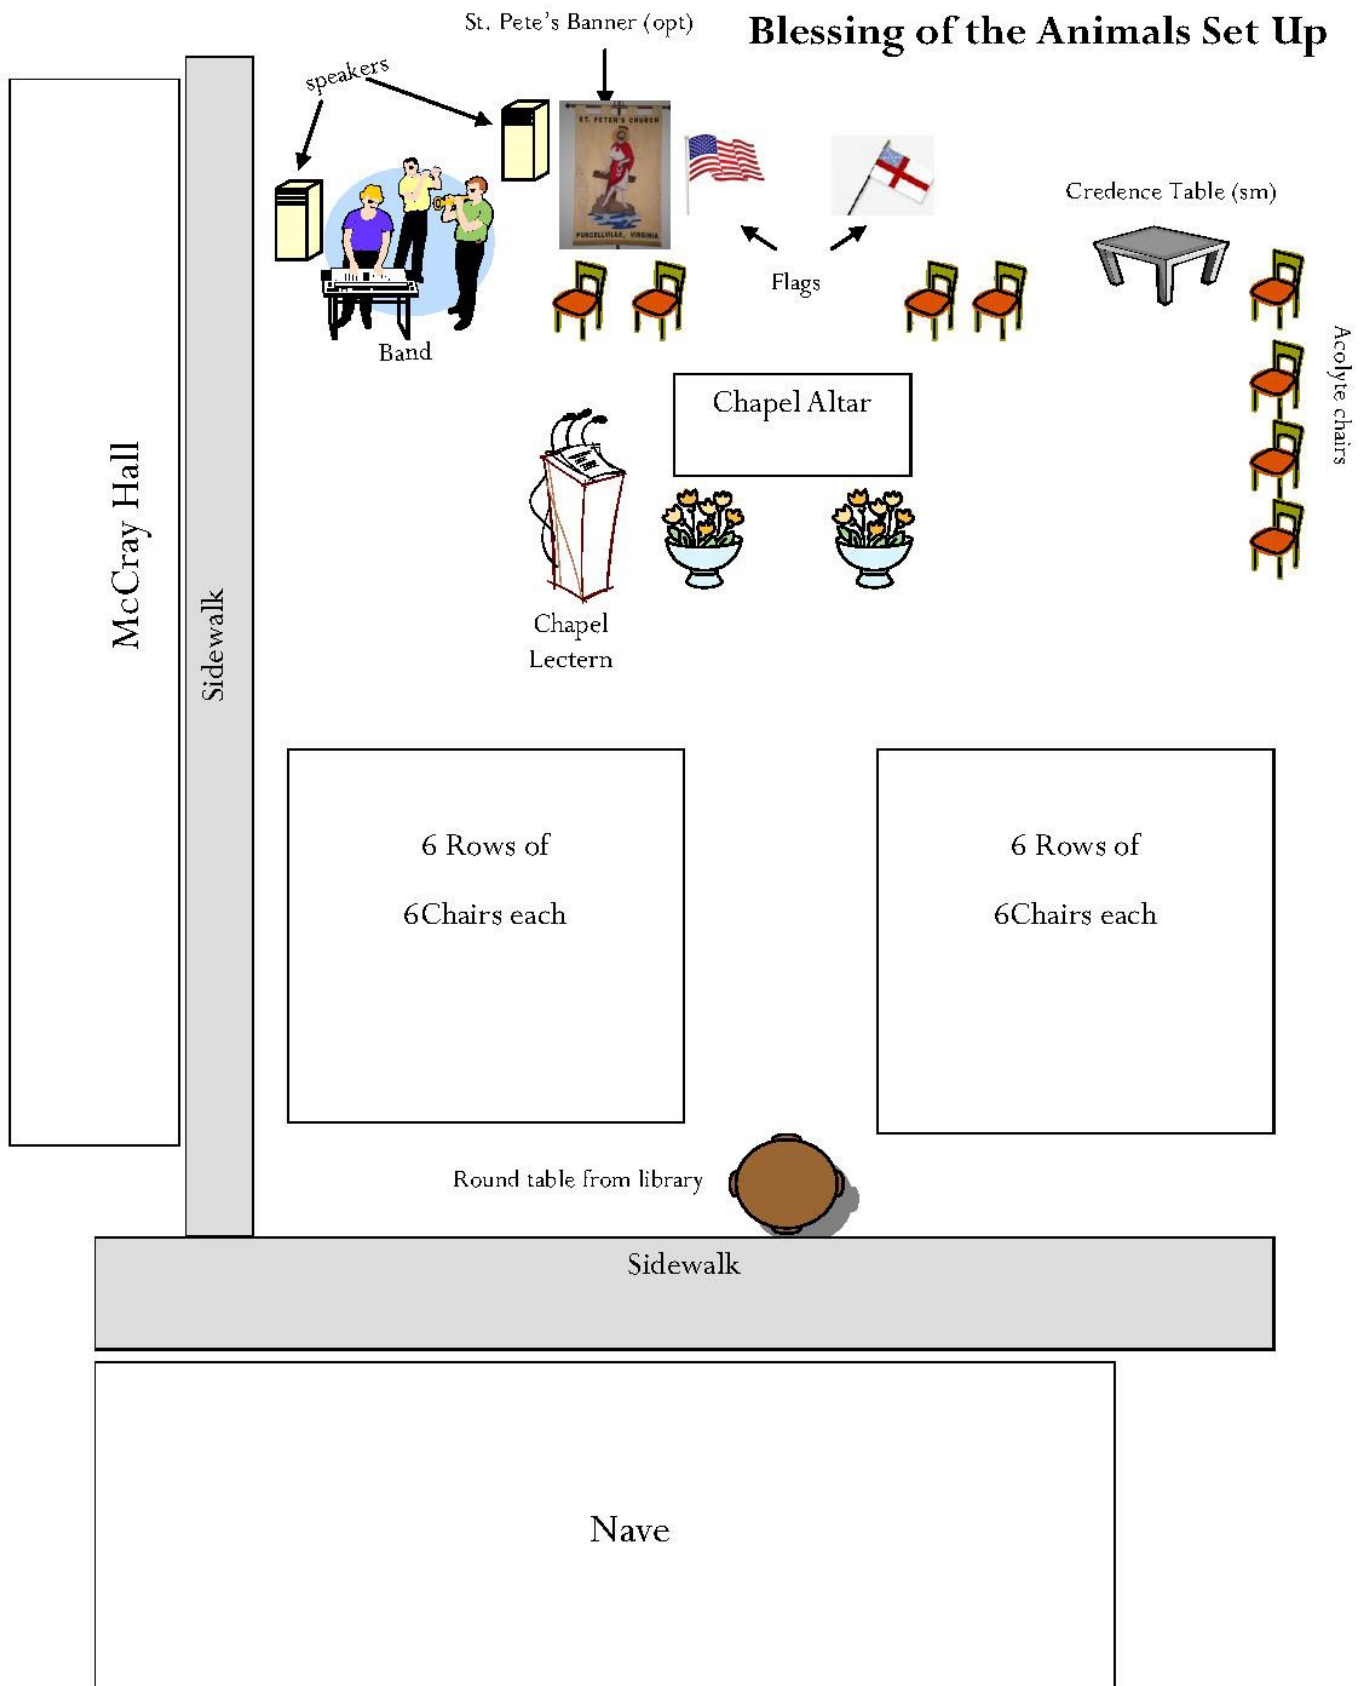 St. Pete's Banner (opt)
Blessing of the Animals Set Up
speakers
ST. PETER'S CHURCH
PURCELLVILLE, VIRGINIA
Credence Table (sm)
Flags
Band
Acolyte chairs
Chapel Altar
McCray Hall
Sidewalk
Chapel
Lectern
6 Rows of
6Chairs each
6 Rows of
6Chairs each
Round table from library
Sidewalk
Nave